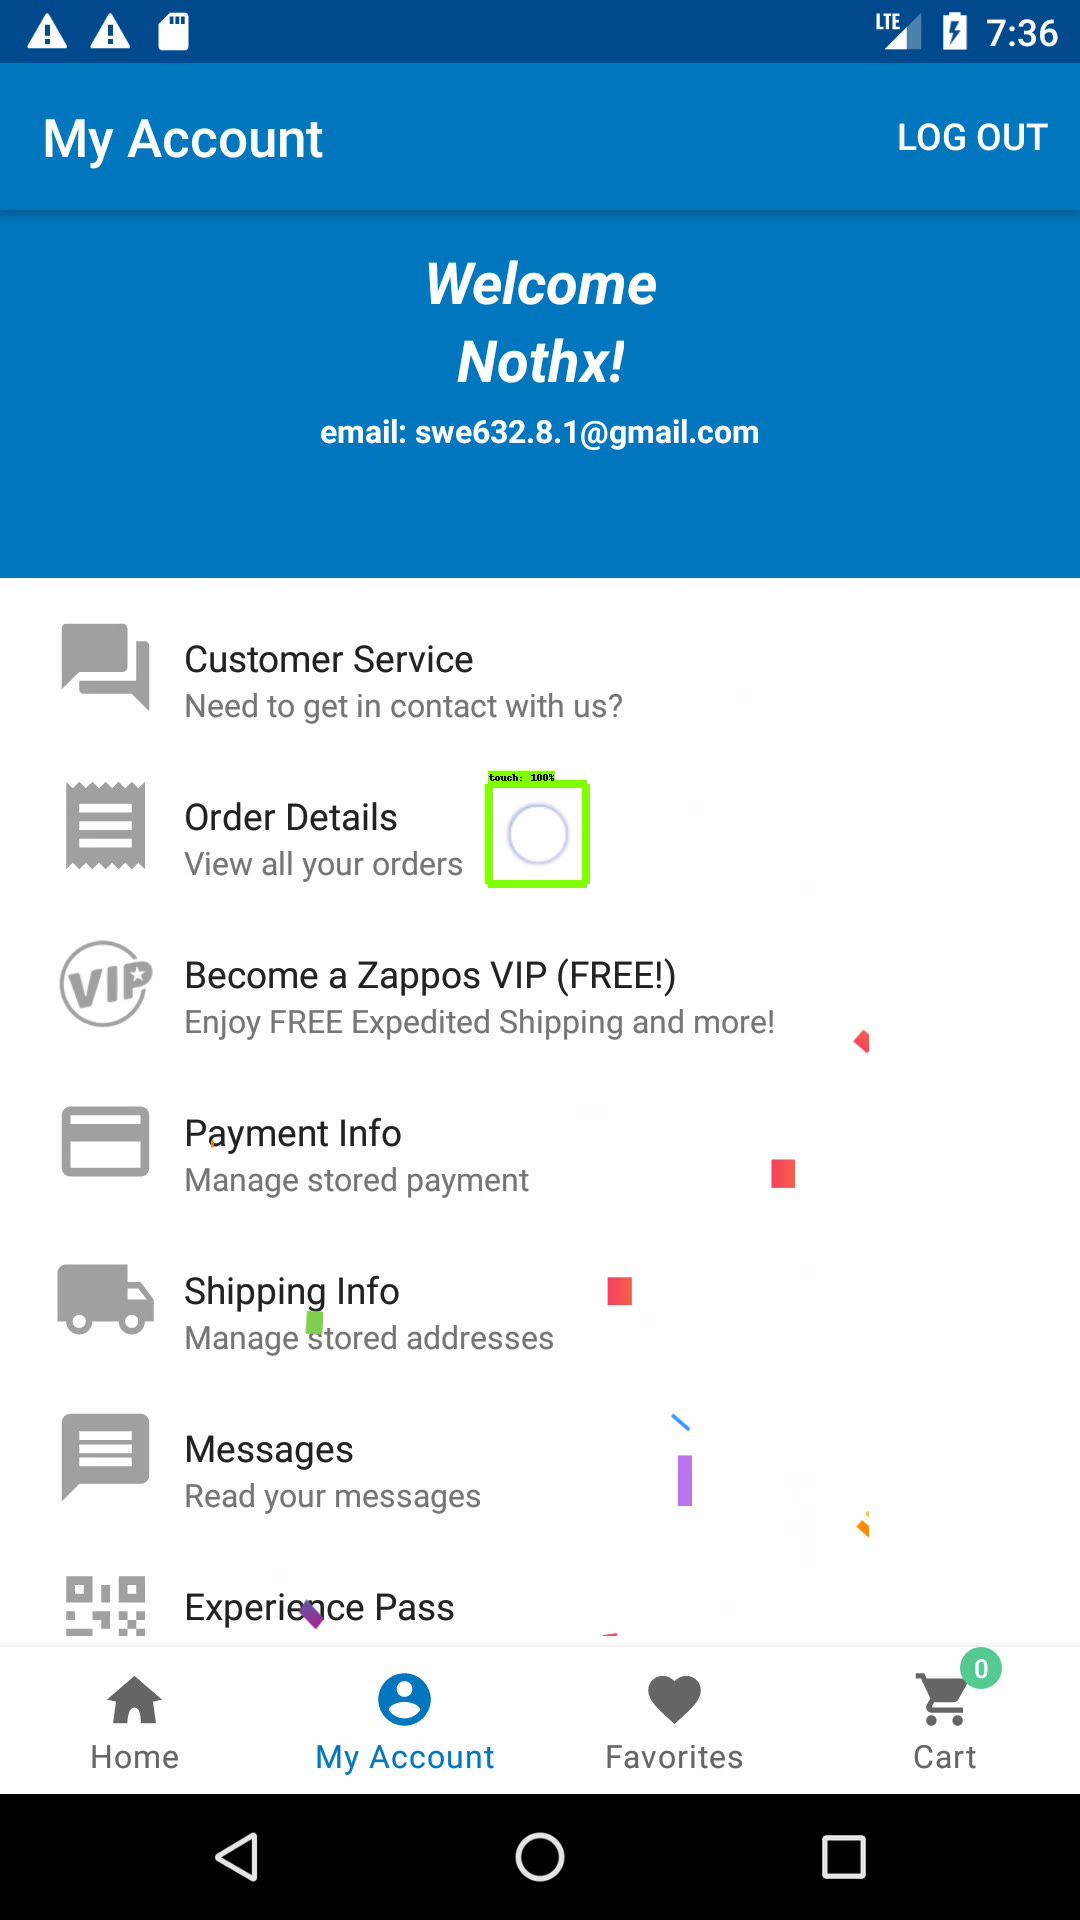 LTE 7:36
My Account LOG OUT
Welcome
Nothx!
email: swe632.8.1@gmail.com
Customer Service
Need to get in contact with us?
touch: 100%
Order Details
View all your orders
VIP
Become a Zappos VIP (FREE!)
Enjoy FREE Expedited Shipping and more!
Payment Info
Manage stored payment
Shipping Info
Manage stored addresses
Messages
Read your messages
Experience Pass
0
Home My Account Favorites Cart